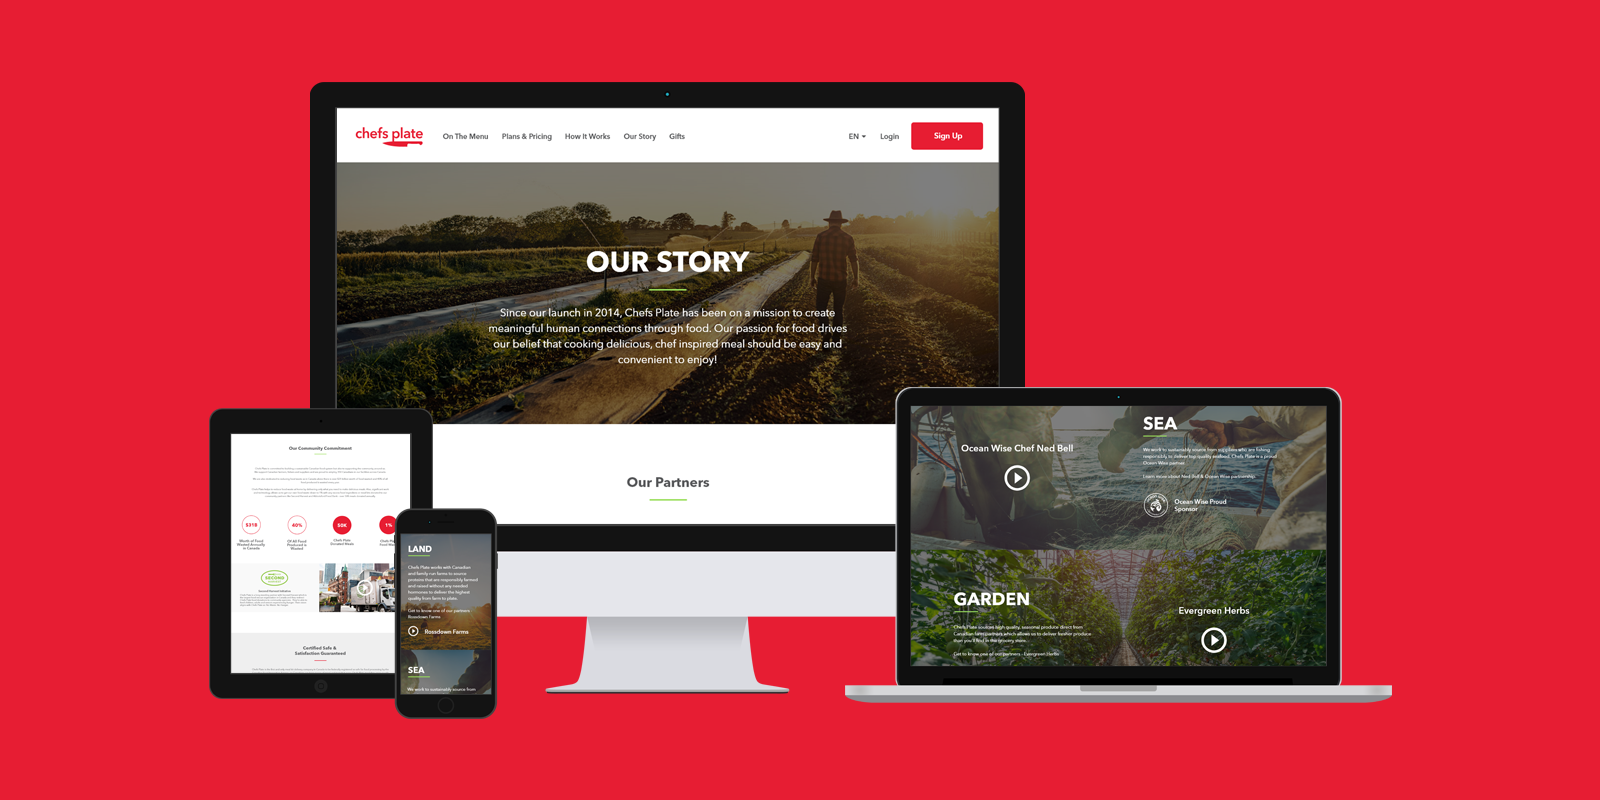 chefs plate
On The Menu
Plans & Pricing
How It Works
Our Story
Gifts
EN
Login
Sign Up
OUR STORY
Since our launch in 2014, Chefs Plate has been on a mission to create
meaningful human connections through food. Our passion for food drives
our belief that cooking delicious, chef inspired meal should be easy and
convenient to enjoy!
Our Partners
Our Community Commitment
$31B
40%
50K
1%
Worth of Food
Wasted Annually
in Canada
Of All Food
Produced is
Wasted
Chefs Plate
Donated Meals
SECOND
Certified Safe &
Satisfaction Guaranteed
LAND
Chefs Plate works with Canadian
and family run farms to source
proteins that are responsibly farmed
and raised without any needed
hormones to deliver the highest
quality from farm to plate.
Get to know one of our partners -
Rossdown Farms
Rossdown Farms
SEA
We work to sustainably source from
Ocean Wise Chef Ned Bell
SEA
We work to sustainably source from suppliers who are fishing
responsibly to deliver top quality seafood. Chefs Plate is a proud
Ocean Wise partner.
Learn more about Ned Bell & Ocean Wise partnership.
Ocean Wise Proud
Sponsor
GARDEN
Chefs Plate sources high quality, seasonal produce direct from
Canadian farm partners which allows us to deliver fresher produce
than you'll find in the grocery store.
Get to know one of our partners - Evergreen Herbs
Evergreen Herbs